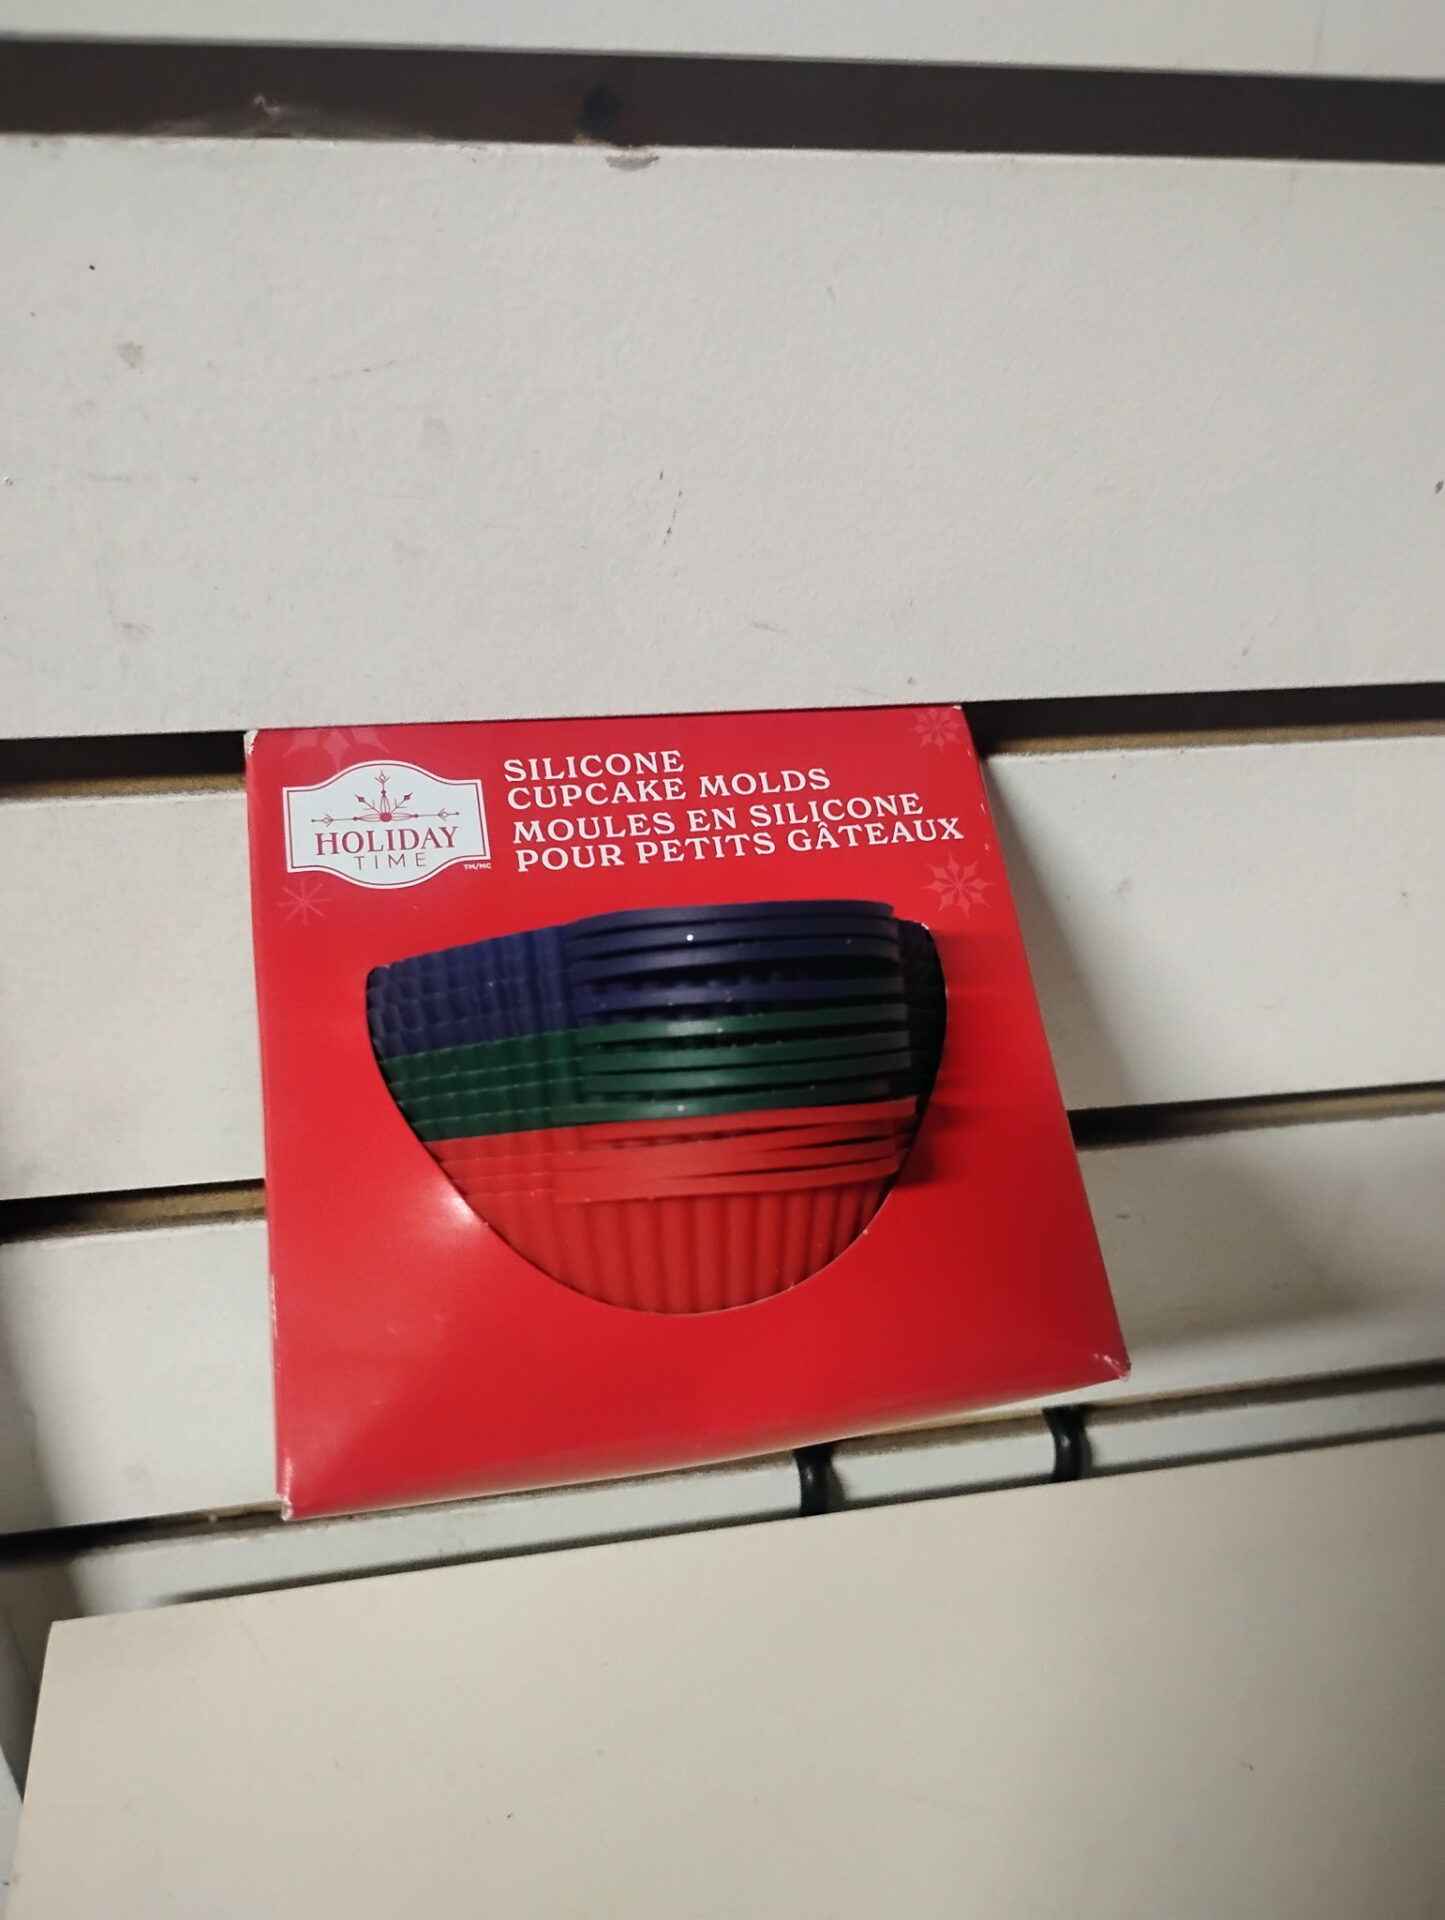 HOLIDAY
TIME
TM/MC
SILICONE
CUPCAKE MOLDS
MOULES EN SILICONE
POUR PETITS GÂTEAUX